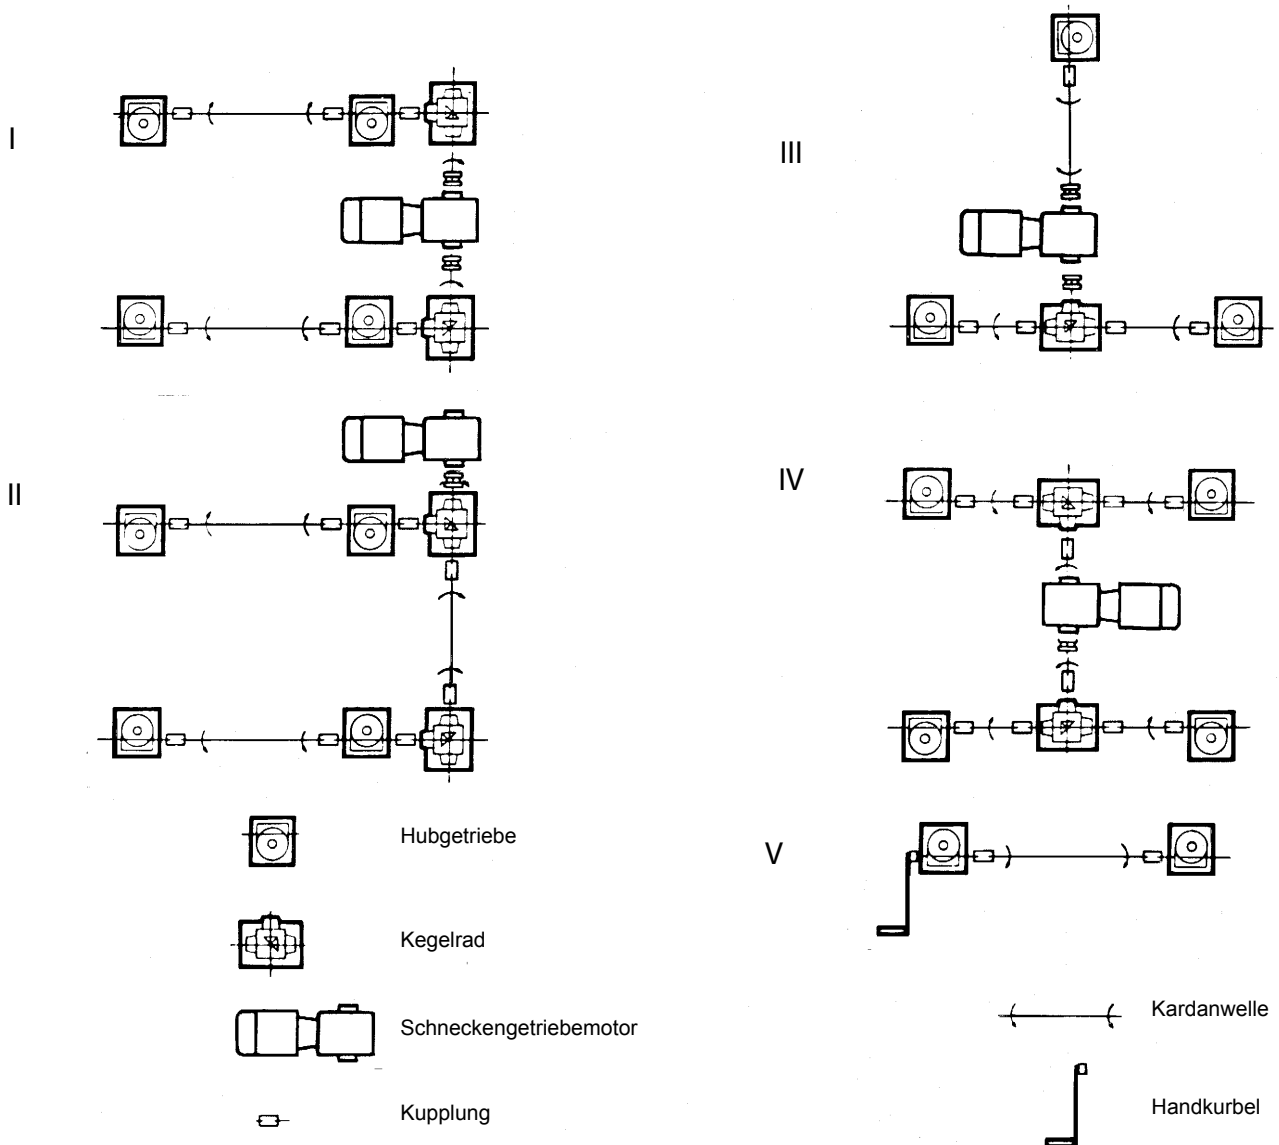 I
III
II
IV
Hubgetriebe
V
Kegelrad
Schneckengetriebemotor
Kardanwelle
Kupplung
Handkurbel